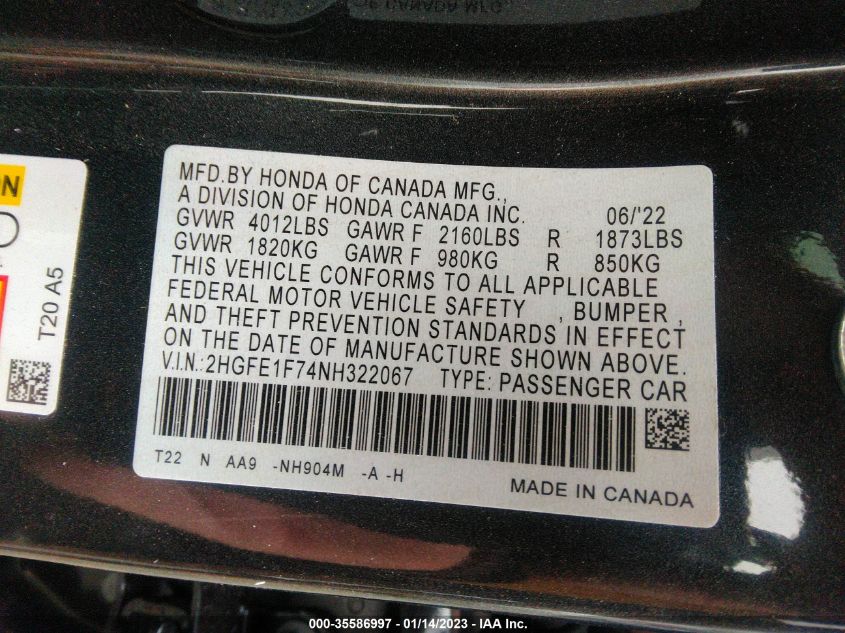 MFD.BY HONDA OF CANADA MFG.,
A DIVISION OF HONDA CANADA INC. 06/'22
GVWR 4012LBS GAWR F 2160LBS R 1873LBS
GVWR 1820KG GAWR F 980KG R 850KG
THIS VEHICLE CONFORMS TO ALL APPLICABLE
FEDERAL MOTOR VEHICLE SAFETY , BUMPER ,
AND THEFT PREVENTION STANDARDS IN EFFECT
ON THE DATE OF MANUFACTURE SHOWN ABOVE.
V.I.N.:2HGFE1F74NH322067 TYPE: PASSENGER CAR
T22 N AA9 -NH904M -A -H
MADE IN CANADA
T20 A5
000-35586997 - 01/14/2023 - IAA Inc.